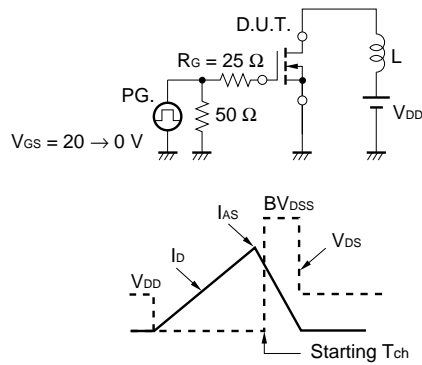 D.U.T.
RG = 25 Ω
L
PG.
50 Ω
VDD
VGS = 20 → 0 V
BVDSS
IAS
VDS
ID
VDD
Starting Tch